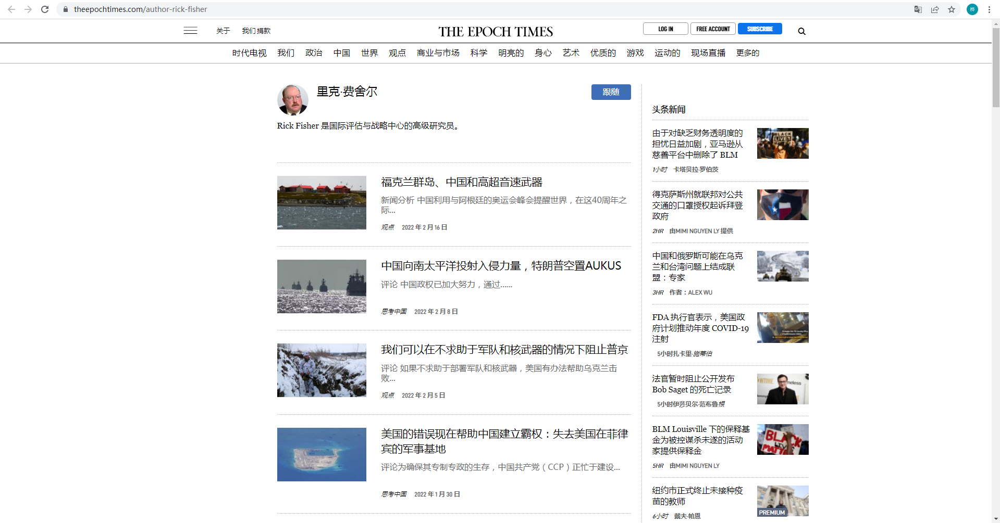 theepochtimes.com/author-rick-fisher
桦
关于 我们捐款
THE EPOCH TIMES
LOG IN
FREE ACCOUNT
SUBSCRIBE
时代电视 我们 政治 中国 世界 观点 商业与市场 科学 明亮的 身心 艺术 优质的 游戏 运动的 现场直播 更多的
里克·费舍尔
跟随
Rick Fisher 是国际评估与战略中心的高级研究员。
福克兰群岛、中国和高超音速武器
新闻分析 中国利用与阿根廷的奥运会峰会提醒世界，在这40周年之
际...
观点 2022 年 2 月 16 日
中国向南太平洋投射入侵力量，特朗普空置AUKUS
评论 中国政权已加大努力，通过......
思考中国 2022 年 2 月 8 日
我们可以在不求助于军队和核武器的情况下阻止普京
评论 如果不求助于部署军队和核武器，美国有办法帮助乌克兰击
败...
观点 2022 年 2 月 5 日
美国的错误现在帮助中国建立霸权：失去美国在菲律
宾的军事基地
评论为确保其专制专政的生存，中国共产党（CCP）正忙于建设...
思考中国 2022 年 1 月 30 日
头条新闻
由于对缺乏财务透明度的
担忧日益加剧，亚马逊从
慈善平台中删除了 BLM
1小时 卡塔贝拉·罗伯茨
BLACK
LIVES
得克萨斯州就联邦对公共
交通的口罩授权起诉拜登
政府
2HR 由MIMI NGUYEN LY 提供
中国和俄罗斯可能在乌克
兰和台湾问题上结成联
盟：专家
3HR 作者：ALEX WU
FDA 执行官表示，美国政
府计划推动年度 COVID-19
注射
5小时扎卡里·施蒂伯
法官暂时阻止公开发布
Bob Saget 的死亡记录
5小时伊莎贝尔·范布鲁根
BLM Louisville 下的保释基
金为被控谋杀未遂的活动
家提供保释金
5HR 由MIMI NGUYEN LY
BLACK
纽约市正式终止未接种疫
苗的教师
6小时 戴夫·帕恩
PREMIUM